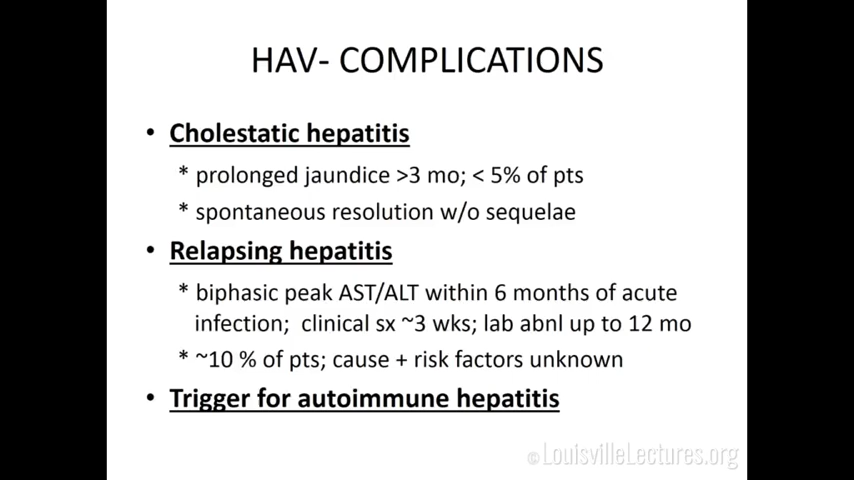 HAV- COMPLICATIONS
• Cholestatic hepatitis
* prolonged jaundice >3 mo; < 5% of pts
* spontaneous resolution w/o sequelae
• Relapsing hepatitis
* biphasic peak AST/ALT within 6 months of acute
infection; clinical sx ~3 wks; lab abnl up to 12 mo
* ~10 % of pts; cause + risk factors unknown
• Trigger for autoimmune hepatitis
©LouisvilleLectures.org